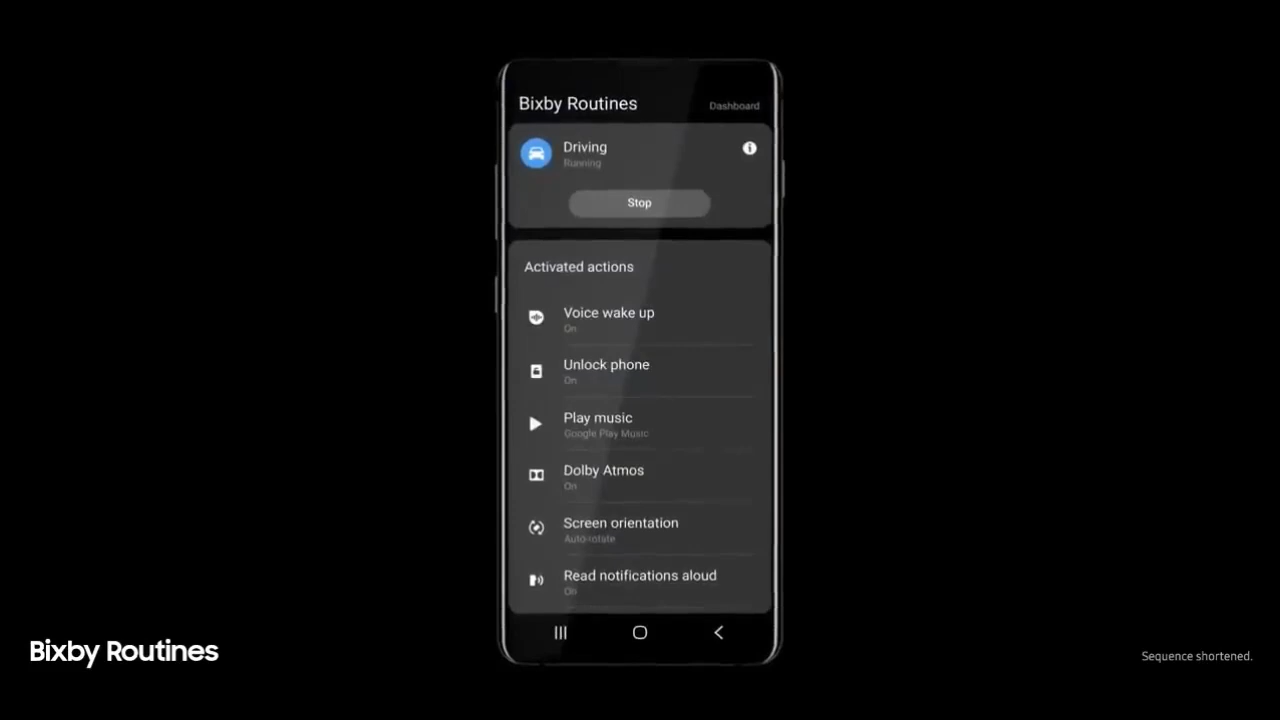 Bixby Routines
Dashboard
Driving
Running
Stop
Activated actions
Voice wake up
On
Unlock phone
On
Play music
Google Play Music
Dolby Atmos
On
Screen orientation
Auto-rotate
Read notifications aloud
On
Bixby Routines
Sequence shortened.